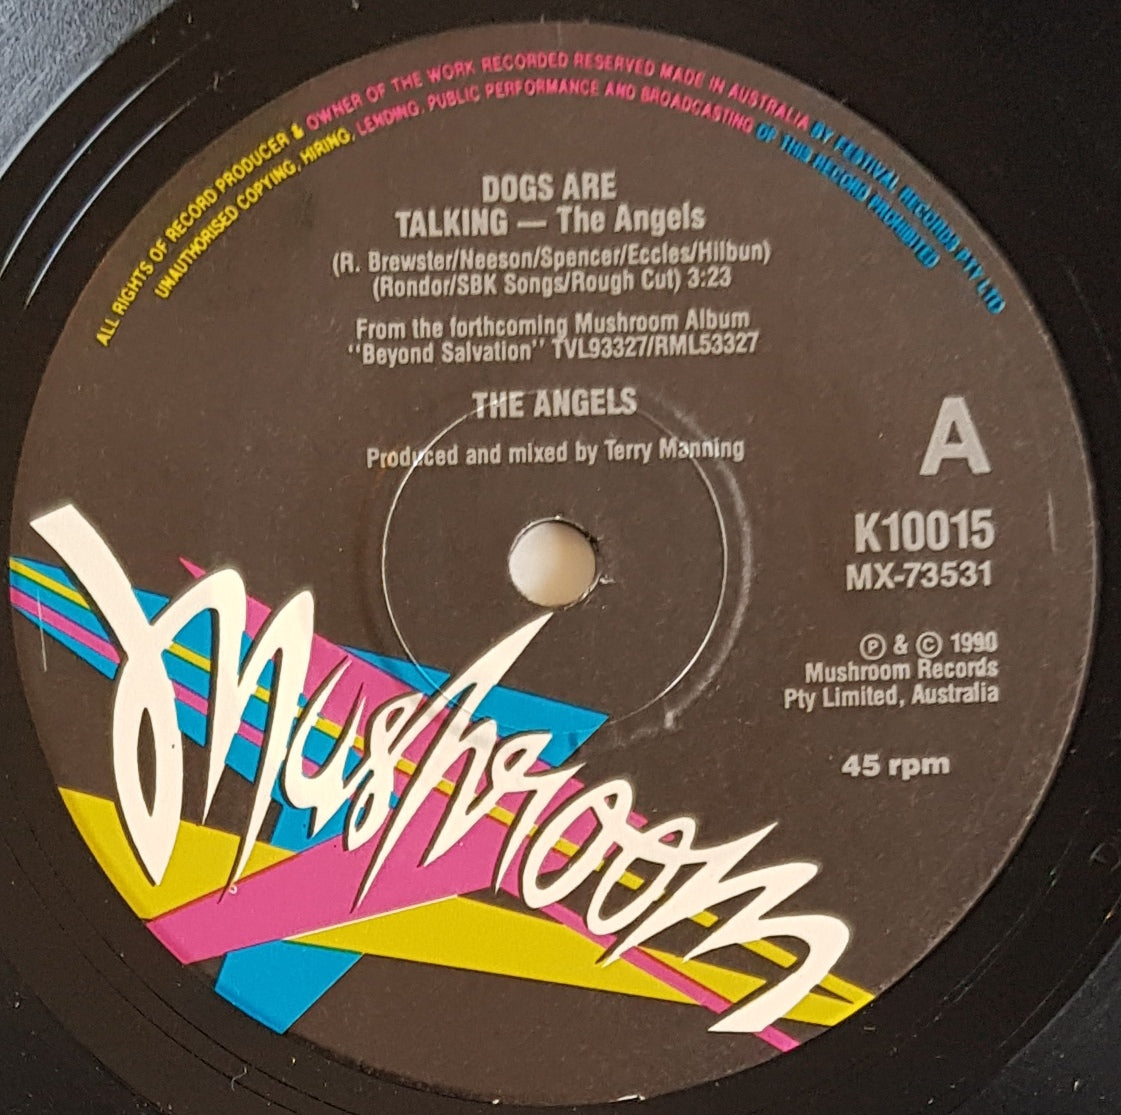 ALL RIGHTS OF RECORD PRODUCER & OWNER OF THE WORK RECORDED RESERVED MADE IN AUSTRALIA BY FESTIVAL RECORDS PTY LTD
UNAUTHORISED COPYING, HIRING, LENDING, PUBLIC PERFORMANCE AND BROADCASTING OF THIS RECORD PROHIBITED
DOGS ARE
TALKING — The Angels
(R. Brewster/Neeson/Spencer/Eccles/Hilbun)
(Rondor/SBK Songs/Rough Cut) 3:23
From the forthcoming Mushroom Album
"Beyond Salvation" TVL93327/RML53327
THE ANGELS
Produced and mixed by Terry Manning
A
K10015
MX-73531
Ⓟ & © 1990
Mushroom Records
Pty Limited, Australia
45 rpm
Mushroom